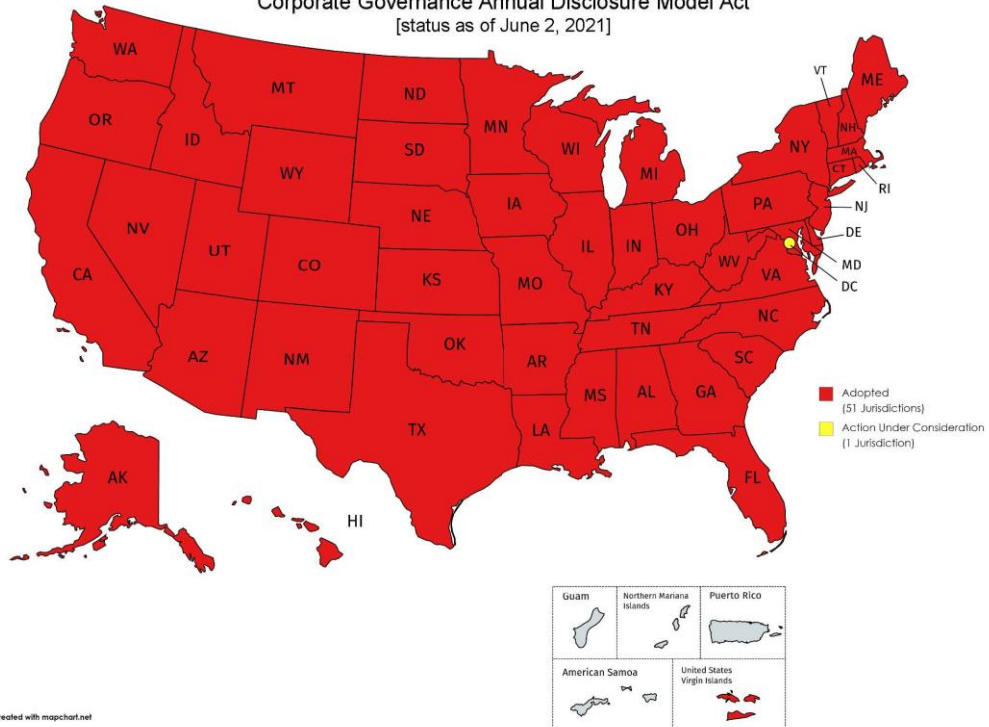 Corporate Governance Annual Disclosure Model Act
[status as of June 2, 2021]
WA
MT
ND
MN
OR
ID
SD
WI
MI
VT
ME
NH
NY
MA
CT
RI
WY
IA
NE
PA
NJ
NV
UT
CO
IL
IN
OH
DE
MD
DC
CA
KS
MO
WV
VA
KY
NC
TN
AZ
NM
OK
AR
SC
MS
AL
GA
TX
LA
FL
AK
HI
Adopted
(51 Jurisdictions)
Action Under Consideration
(1 Jurisdiction)
Guam
Northern Mariana
Islands
Puerto Rico
American Samoa
United States
Virgin Islands
reated with mapchart.net